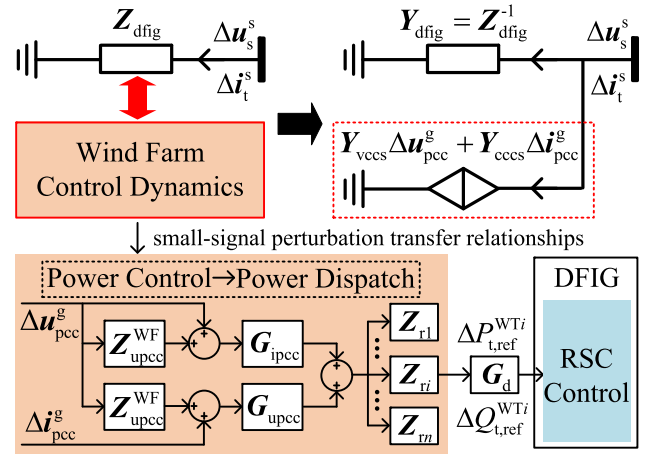 Z_dfig
Δu_s^s
Δi_t^s
Y_dfig = Z_dfig^-1
Δu_s^s
Δi_t^s
Wind Farm
Control Dynamics
Y_vccs Δu_pcc^g + Y_cccs Δi_pcc^g
small-signal perturbation transfer relationships
Power Control→Power Dispatch
DFIG
Δu_pcc^g
Z_upcc^WF
+
+
G_ipcc
Z_r1
ΔP_t,ref^WTi
RSC
Control
+
+
Z_ri
G_d
Z_upcc^WF
+
+
G_upcc
ΔQ_t,ref^WTi
Δi_pcc^g
Z_rn